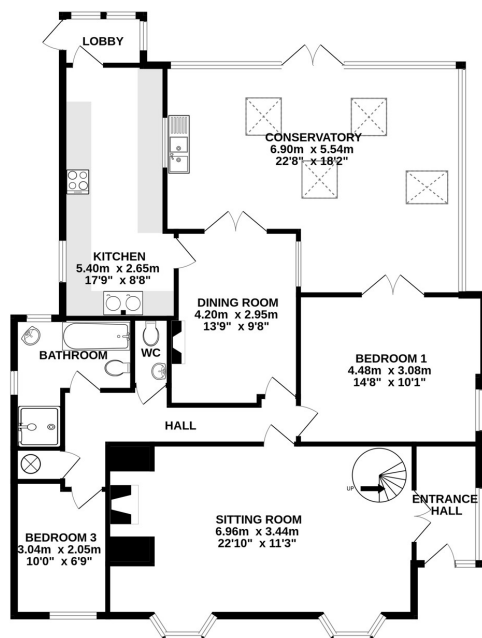 LOBBY
CONSERVATORY
6.90m x 5.54m
22'8" x 18'2"
KITCHEN
5.40m x 2.65m
17'9" x 8'8"
DINING ROOM
4.20m x 2.95m
13'9" x 9'8"
BATHROOM
WC
BEDROOM 1
4.48m x 3.08m
14'8" x 10'1"
HALL
UP
ENTRANCE
HALL
SITTING ROOM
6.96m x 3.44m
22'10" x 11'3"
BEDROOM 3
3.04m x 2.05m
10'0" x 6'9"